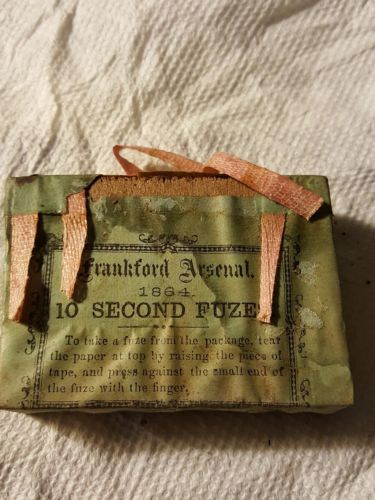 Frankford Arsenal.
1864.
10 SECOND FUZE
To take a fuze from the package, tear
the paper at top by raising the piece of
tape, and press against the small end of
the fuze with the finger.